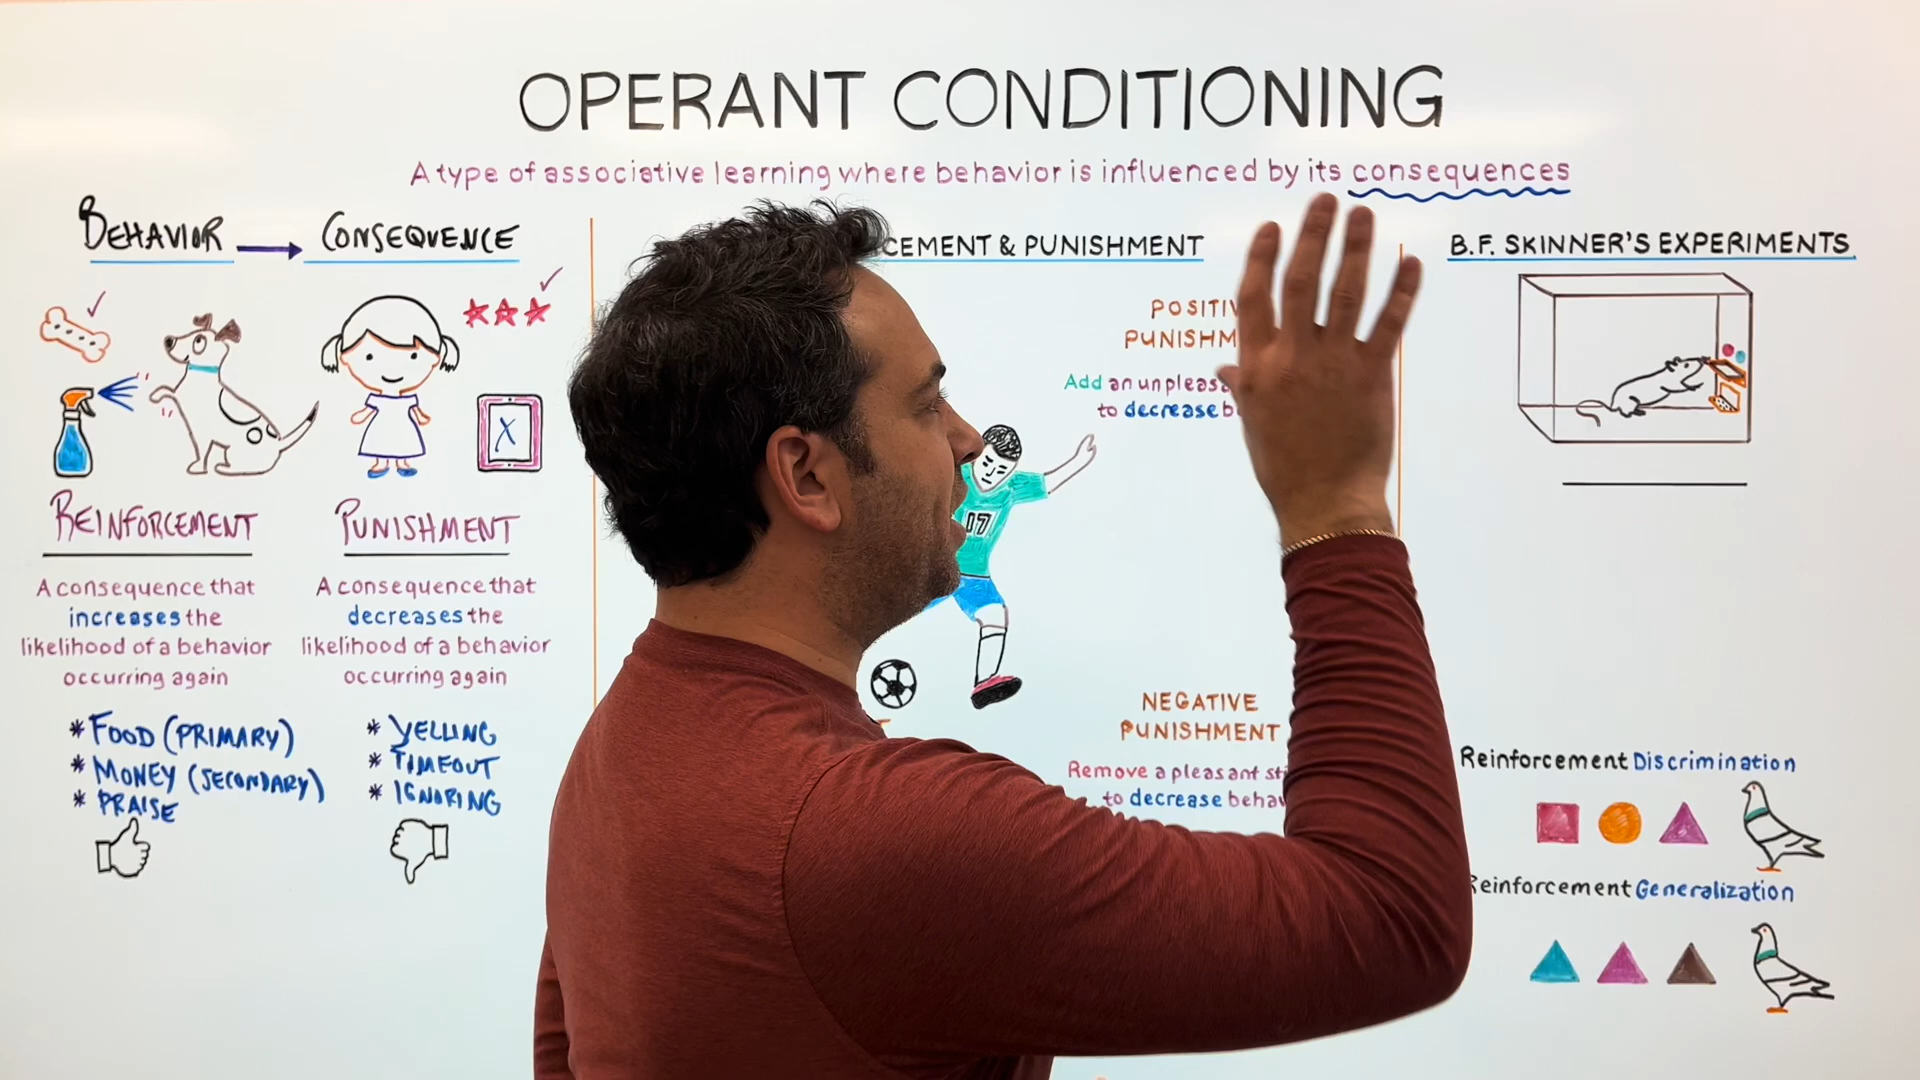 OPERANT CONDITIONING
A type of associative learning where behavior is influenced by its consequences
BEHAVIOR → CONSEQUENCE
REINFORCEMENT
A consequence that
increases the
likelihood of a behavior
occurring again
* FOOD (PRIMARY)
* MONEY (SECONDARY)
* PRAISE
PUNISHMENT
A consequence that
decreases the
likelihood of a behavior
occurring again
* YELLING
* TIMEOUT
* IGNORING
CEMENT & PUNISHMENT
POSITIV
PUNISHM
Add an unpleas
to decrease b
17
NEGATIVE
PUNISHMENT
Remove a pleasant sti
to decrease behav
B.F. SKINNER'S EXPERIMENTS
Reinforcement Discrimination
Reinforcement Generalization